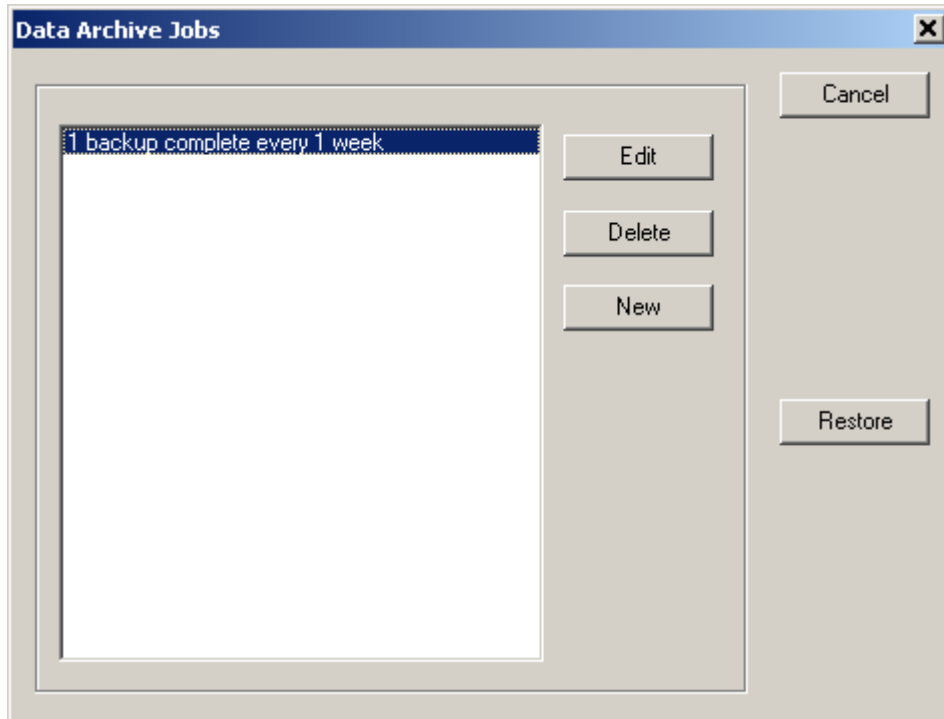 Data Archive Jobs
Cancel
1 backup complete every 1 week
Edit
Delete
New
Restore